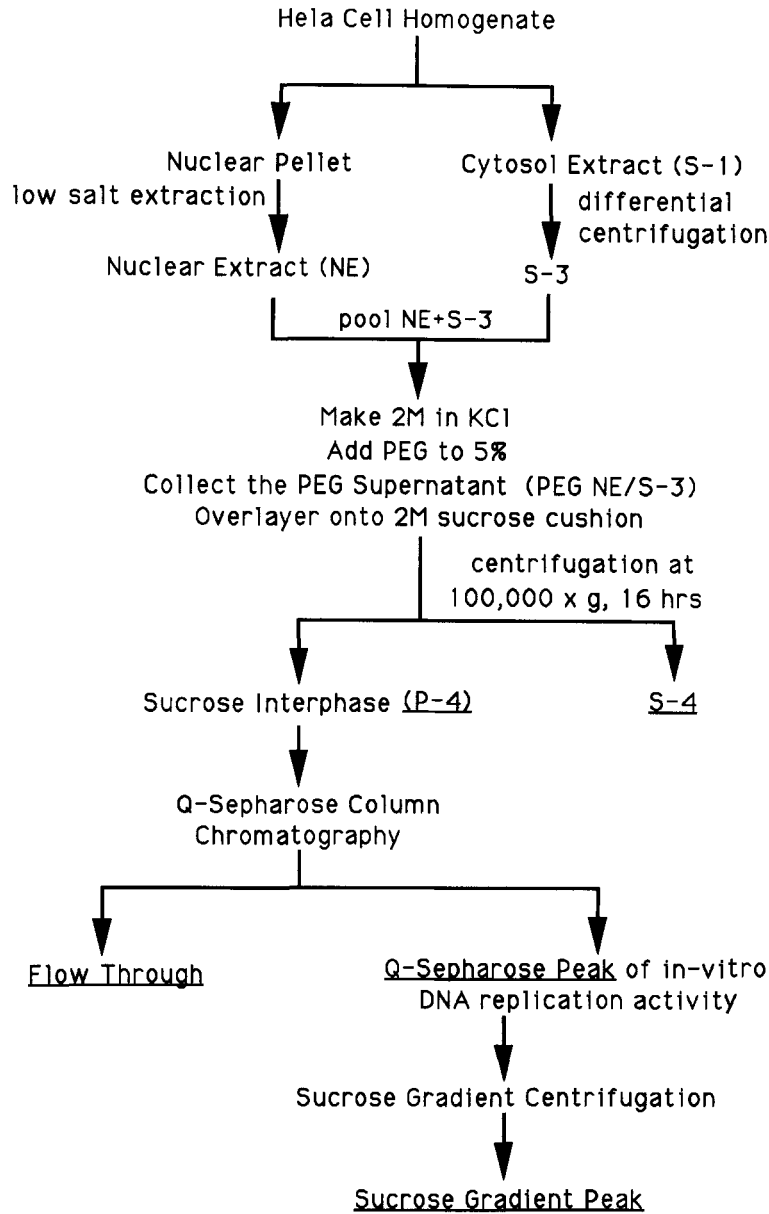 Hela Cell Homogenate
Nuclear Pellet
low salt extraction
Cytosol Extract (S-1)
differential
centrifugation
Nuclear Extract (NE)
S-3
pool NE+S-3
Make 2M in KCl
Add PEG to 5%
Collect the PEG Supernatant (PEG NE/S-3)
Overlayer onto 2M sucrose cushion
centrifugation at
100,000 x g, 16 hrs
Sucrose Interphase (P-4)
S-4
Q-Sepharose Column
Chromatography
Flow Through
Q-Sepharose Peak of in-vitro
DNA replication activity
Sucrose Gradient Centrifugation
Sucrose Gradient Peak